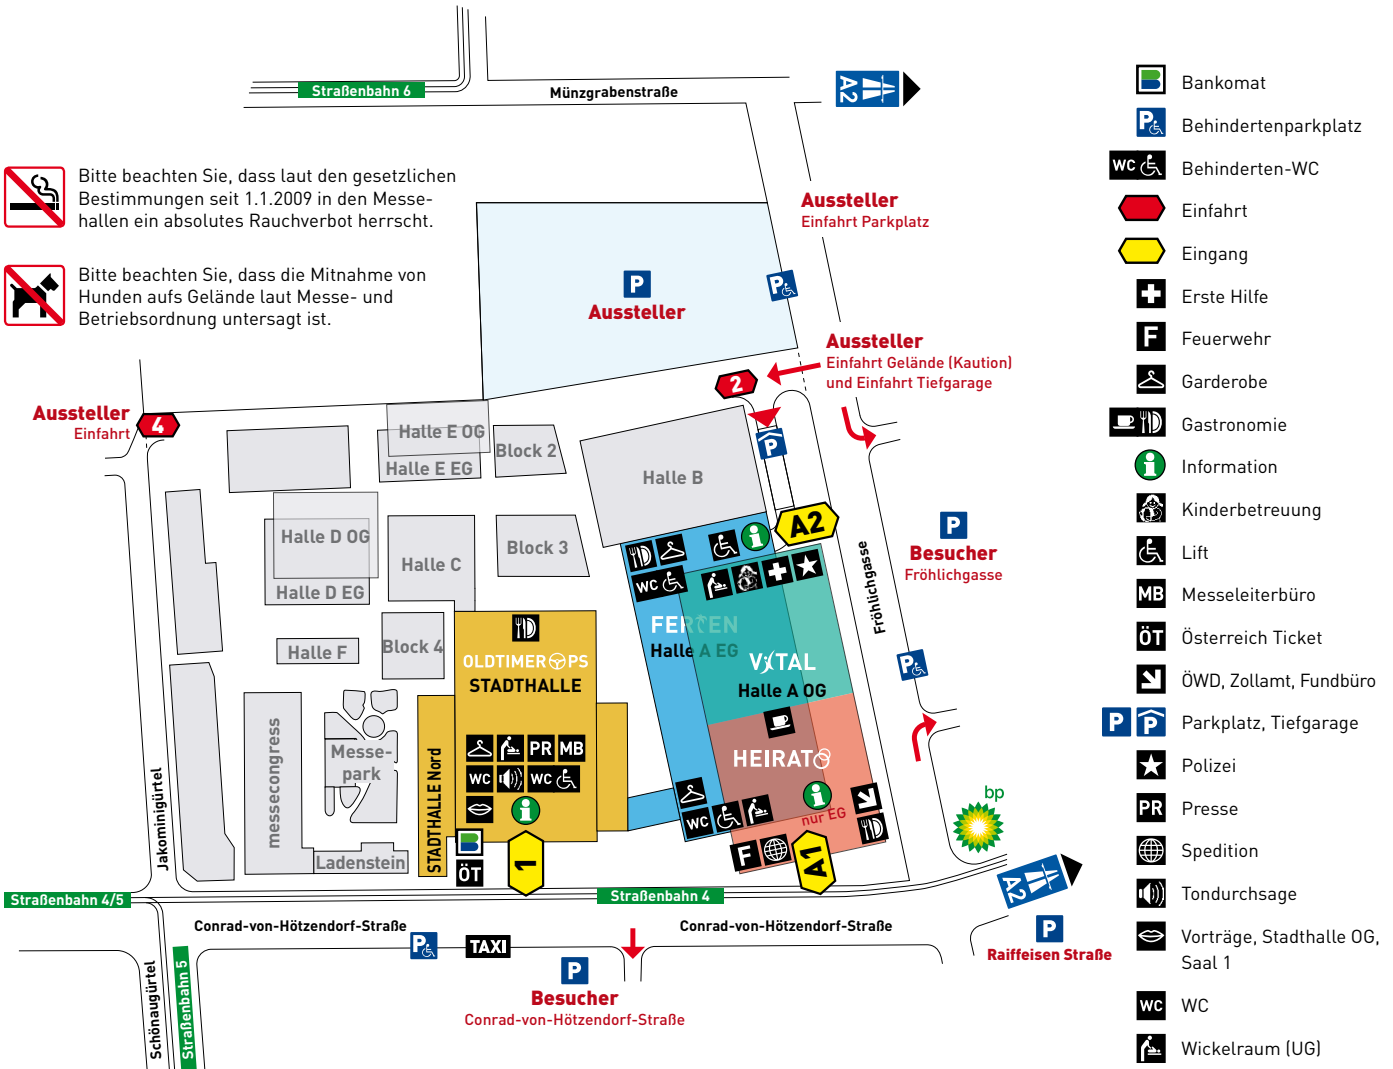 Straßenbahn 6
Münzgrabenstraße
A2
Bitte beachten Sie, dass laut den gesetzlichen
Bestimmungen seit 1.1.2009 in den Messe-
hallen ein absolutes Rauchverbot herrscht.
Bitte beachten Sie, dass die Mitnahme von
Hunden aufs Gelände laut Messe- und
Betriebsordnung untersagt ist.
Aussteller
Einfahrt Parkplatz
P
Aussteller
P
Aussteller
Einfahrt Gelände (Kaution)
und Einfahrt Tiefgarage
2
Aussteller
Einfahrt
4
Halle E OG
Halle E EG
Block 2
Halle B
P
Halle D OG
Halle D EG
Halle C
Block 3
A2
P
Besucher
Fröhlichgasse
Fröhlichgasse
Halle F
Block 4
WC
FERIEN
Halle A EG
VITAL
Halle A OG
OLDTIMER OPS
STADTHALLE
P
messecongress
Messe-
park
STADTHALLE Nord
PR
MB
WC
WC
HEIRAT
nur EG
WC
F
A1
Ladenstein
ÖT
1
bp
A2
Jakominigürtel
Straßenbahn 4/5
Straßenbahn 4
Conrad-von-Hötzendorf-Straße
Conrad-von-Hötzendorf-Straße
P
TAXI
P
Raiffeisen Straße
P
Besucher
Conrad-von-Hötzendorf-Straße
Schönaugürtel
Straßenbahn 5
Bankomat
P
Behindertenparkplatz
WC
Behinderten-WC
Einfahrt
Eingang
Erste Hilfe
F
Feuerwehr
Garderobe
Gastronomie
Information
Kinderbetreuung
Lift
MB
Messeleiterbüro
ÖT
Österreich Ticket
ÖWD, Zollamt, Fundbüro
P P
Parkplatz, Tiefgarage
Polizei
PR
Presse
Spedition
Tondurchsage
Vorträge, Stadthalle OG,
Saal 1
WC
WC
Wickelraum (UG)